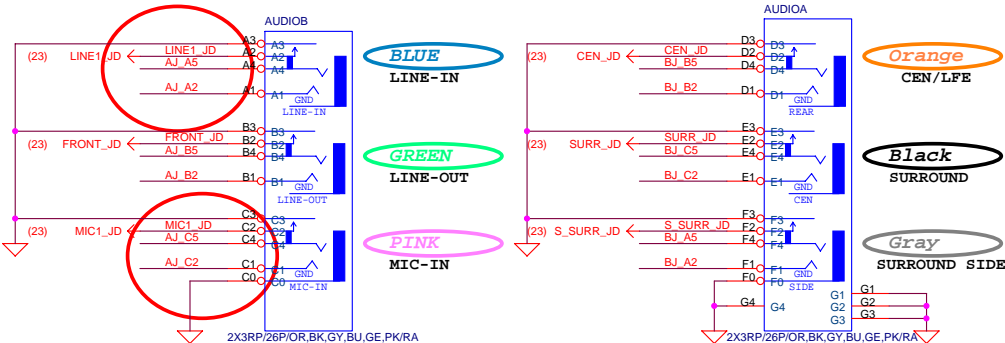 AUDIOB
A3 A3
(23) LINE1_JD LINE1_JD A2 A2
AJ_A5 A4 A4
AJ_A2 A1 A1
GND
LINE-IN
BLUE
LINE-IN
B3 B3
(23) FRONT_JD FRONT_JD B2 B2
AJ_B5 B4 B4
AJ_B2 B1 B1
GND
LINE-OUT
GREEN
LINE-OUT
C3 C3
(23) MIC1_JD MIC1_JD C2 C2
AJ_C5 C4 C4
AJ_C2 C1 C1
GND
C0 C0
MIC-IN
PINK
MIC-IN
2X3RP/26P/OR,BK,GY,BU,GE,PK/RA
AUDIOA
D3 D3
(23) CEN_JD CEN_JD D2 D2
BJ_B5 D4 D4
BJ_B2 D1 D1
GND
REAR
Orange
CEN/LFE
E3 E3
(23) SURR_JD SURR_JD E2 E2
BJ_C5 E4 E4
BJ_C2 E1 E1
GND
CEN
Black
SURROUND
F3 F3
(23) S_SURR_JD S_SURR_JD F2 F2
BJ_A5 F4 F4
BJ_A2 F1 F1
GND
F0 F0
SIDE
Gray
SURROUND SIDE
G4 G4
G1 G1
G2 G2
G3 G3
2X3RP/26P/OR,BK,GY,BU,GE,PK/RA